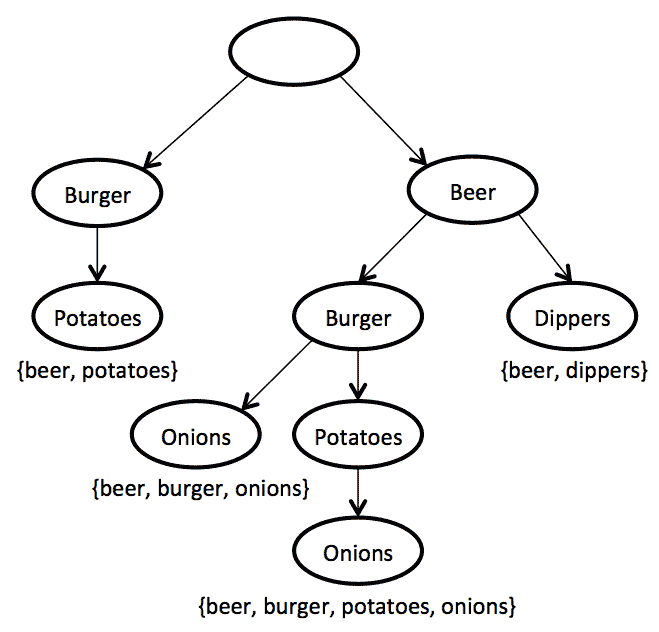 Burger
Beer
Potatoes
Burger
Dippers
{beer, potatoes}
{beer, dippers}
Onions
Potatoes
{beer, burger, onions}
Onions
{beer, burger, potatoes, onions}